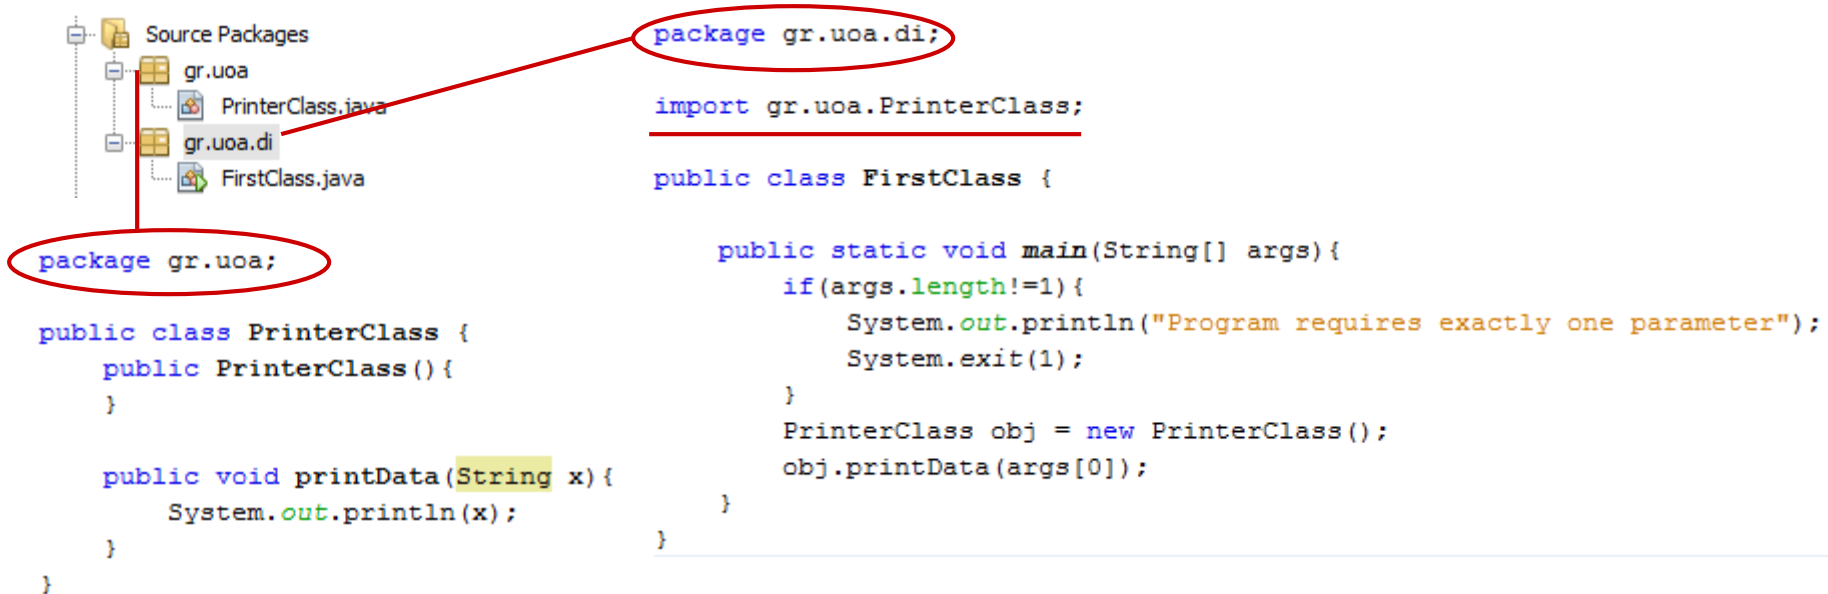 Source Packages
gr.uoa
PrinterClass.java
gr.uoa.di
FirstClass.java
package gr.uoa;
public class PrinterClass {
public PrinterClass(){
}
public void printData(String x){
System.out.println(x);
}
}
package gr.uoa.di;
import gr.uoa.PrinterClass;
public class FirstClass {
public static void main(String[] args){
if(args.length!=1){
System.out.println("Program requires exactly one parameter");
System.exit(1);
}
PrinterClass obj = new PrinterClass();
obj.printData(args[0]);
}
}